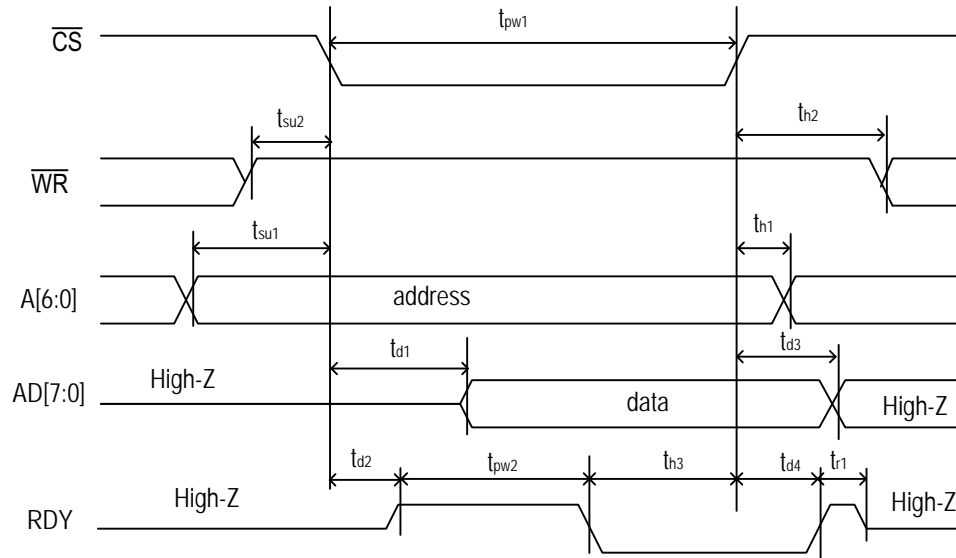 CS
tpw1
tsu2
th2
WR
tsu1
th1
A[6:0]
address
td1
td3
AD[7:0]
High-Z
data
High-Z
td2
tpw2
th3
td4
tr1
RDY
High-Z
High-Z